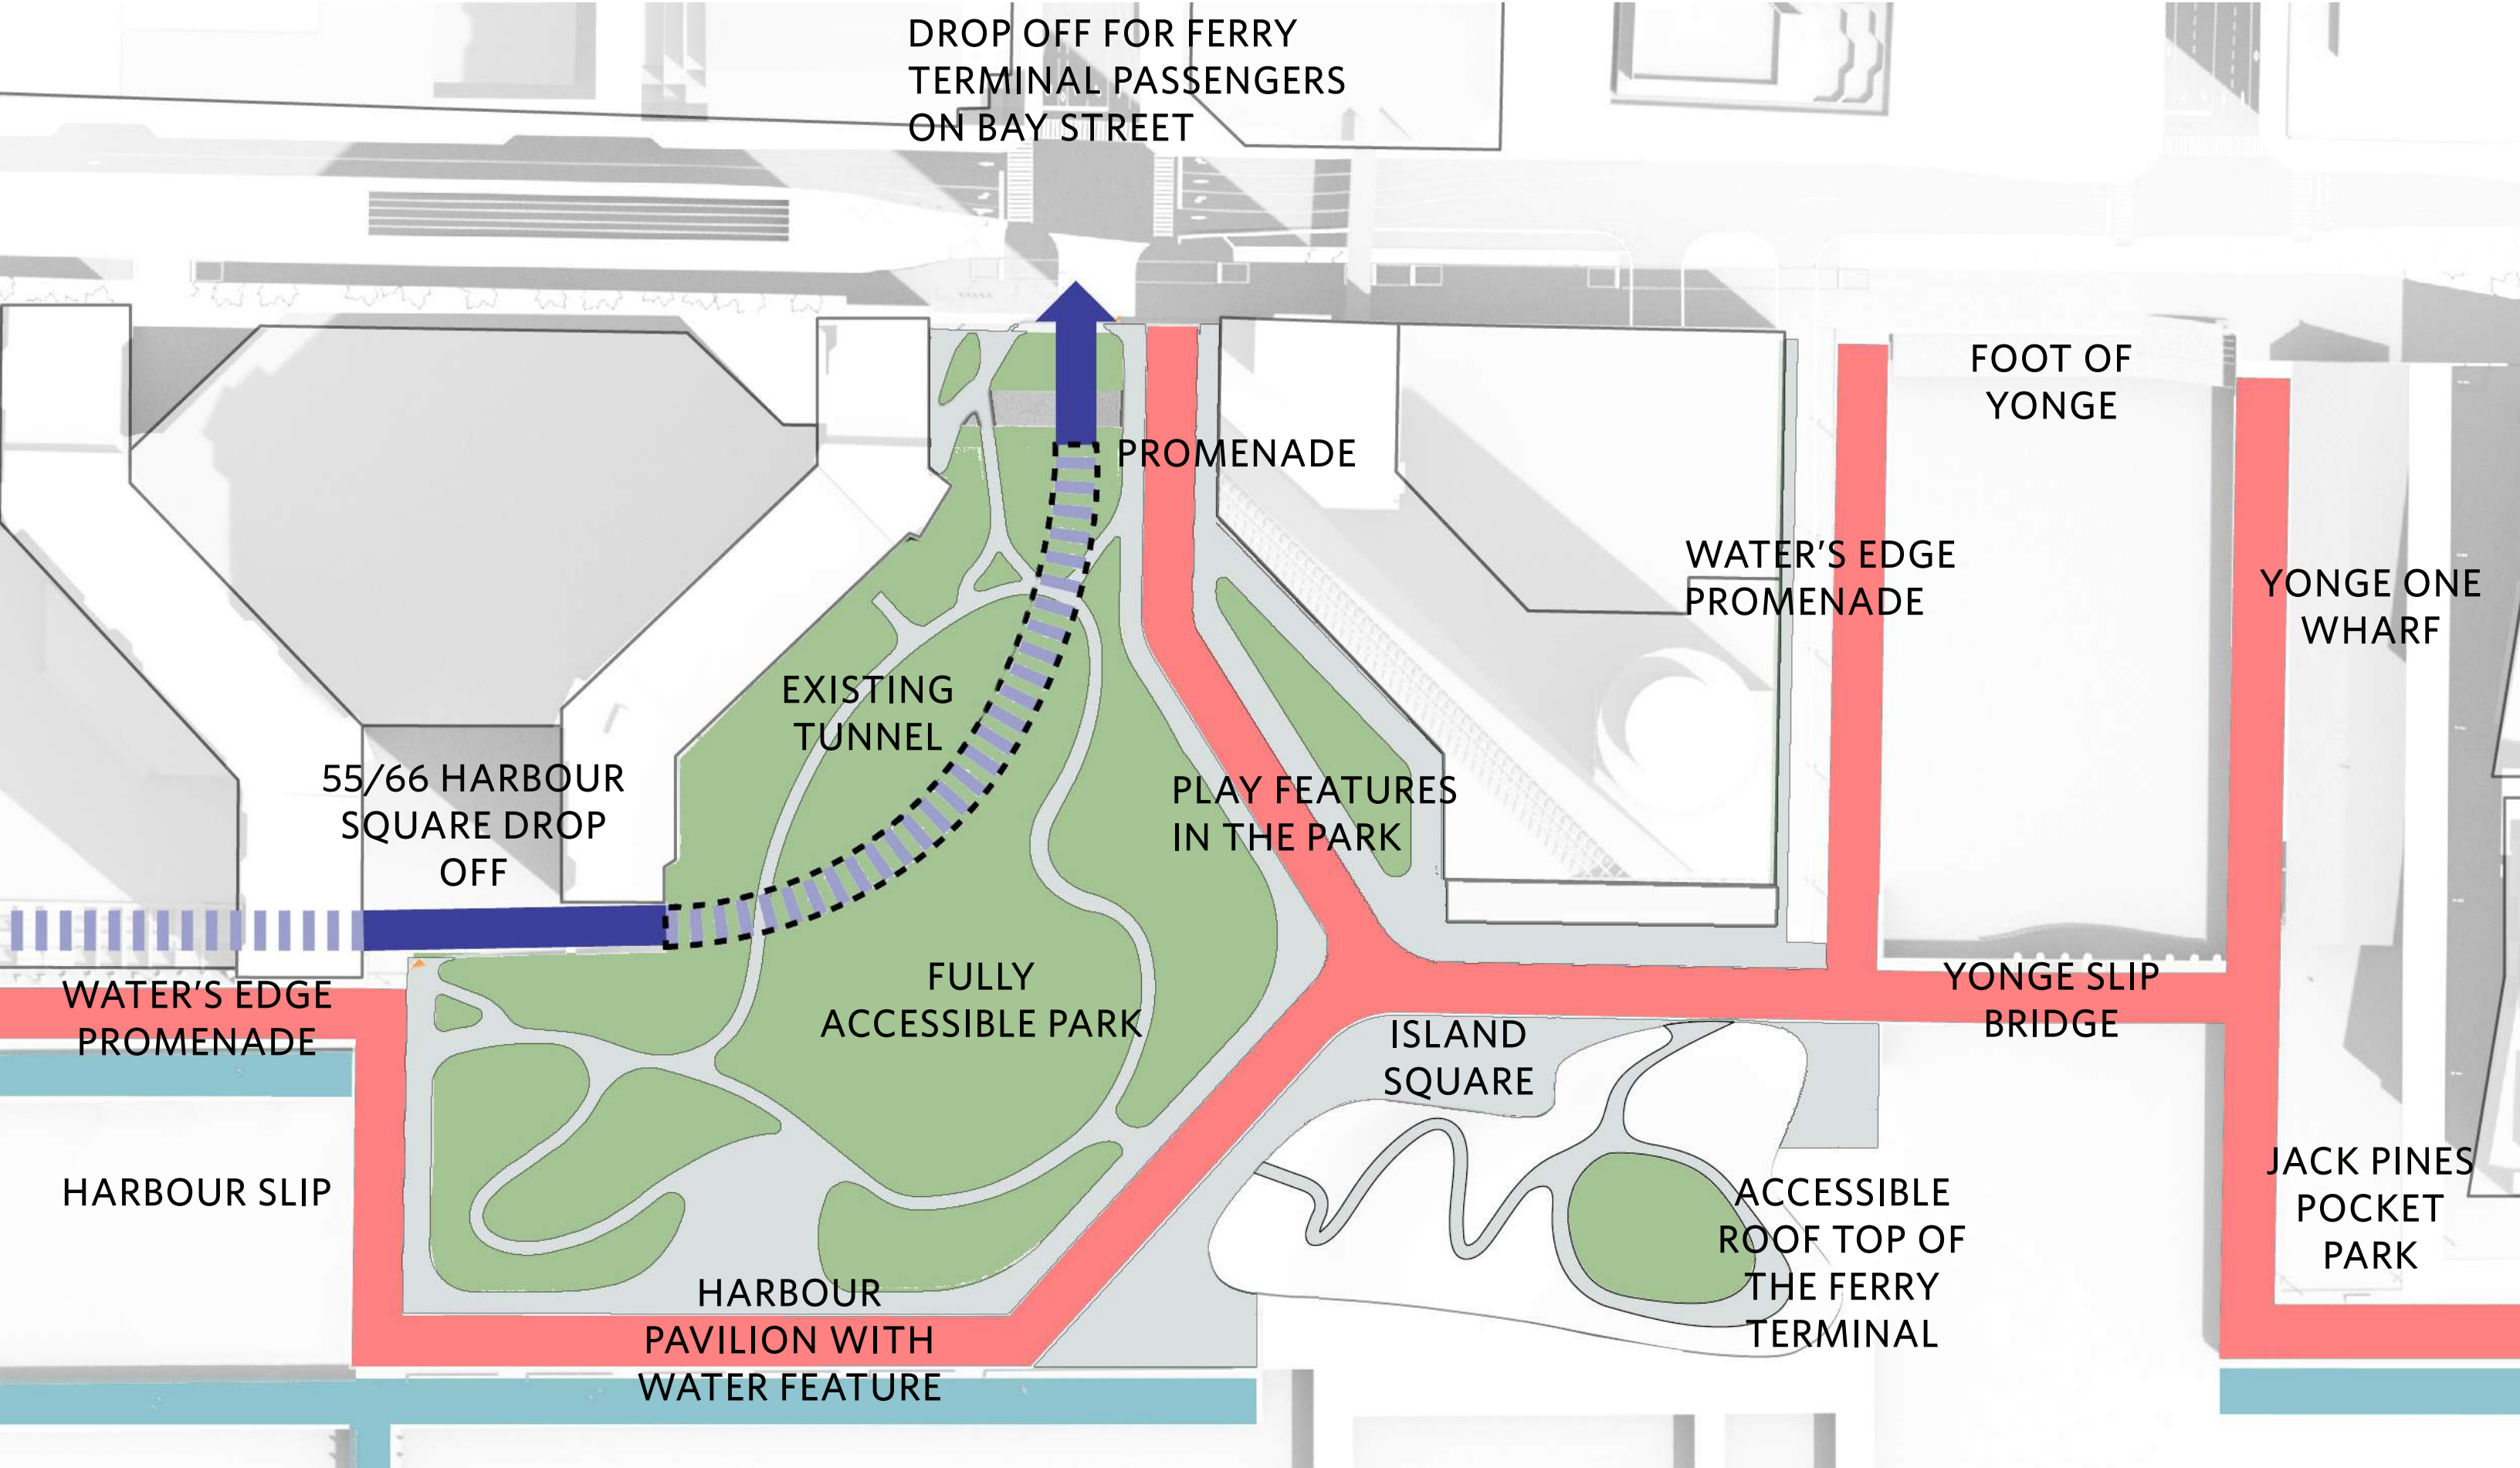 DROP OFF FOR FERRY
TERMINAL PASSENGERS
ON BAY STREET
FOOT OF
YONGE
PROMENADE
WATER'S EDGE
PROMENADE
YONGE ONE
WHARF
EXISTING
TUNNEL
55/66 HARBOUR
SQUARE DROP
OFF
PLAY FEATURES
IN THE PARK
WATER'S EDGE
PROMENADE
FULLY
ACCESSIBLE PARK
YONGE SLIP
BRIDGE
ISLAND
SQUARE
HARBOUR SLIP
ACCESSIBLE
ROOF TOP OF
THE FERRY
TERMINAL
JACK PINES
POCKET
PARK
HARBOUR
PAVILION WITH
WATER FEATURE